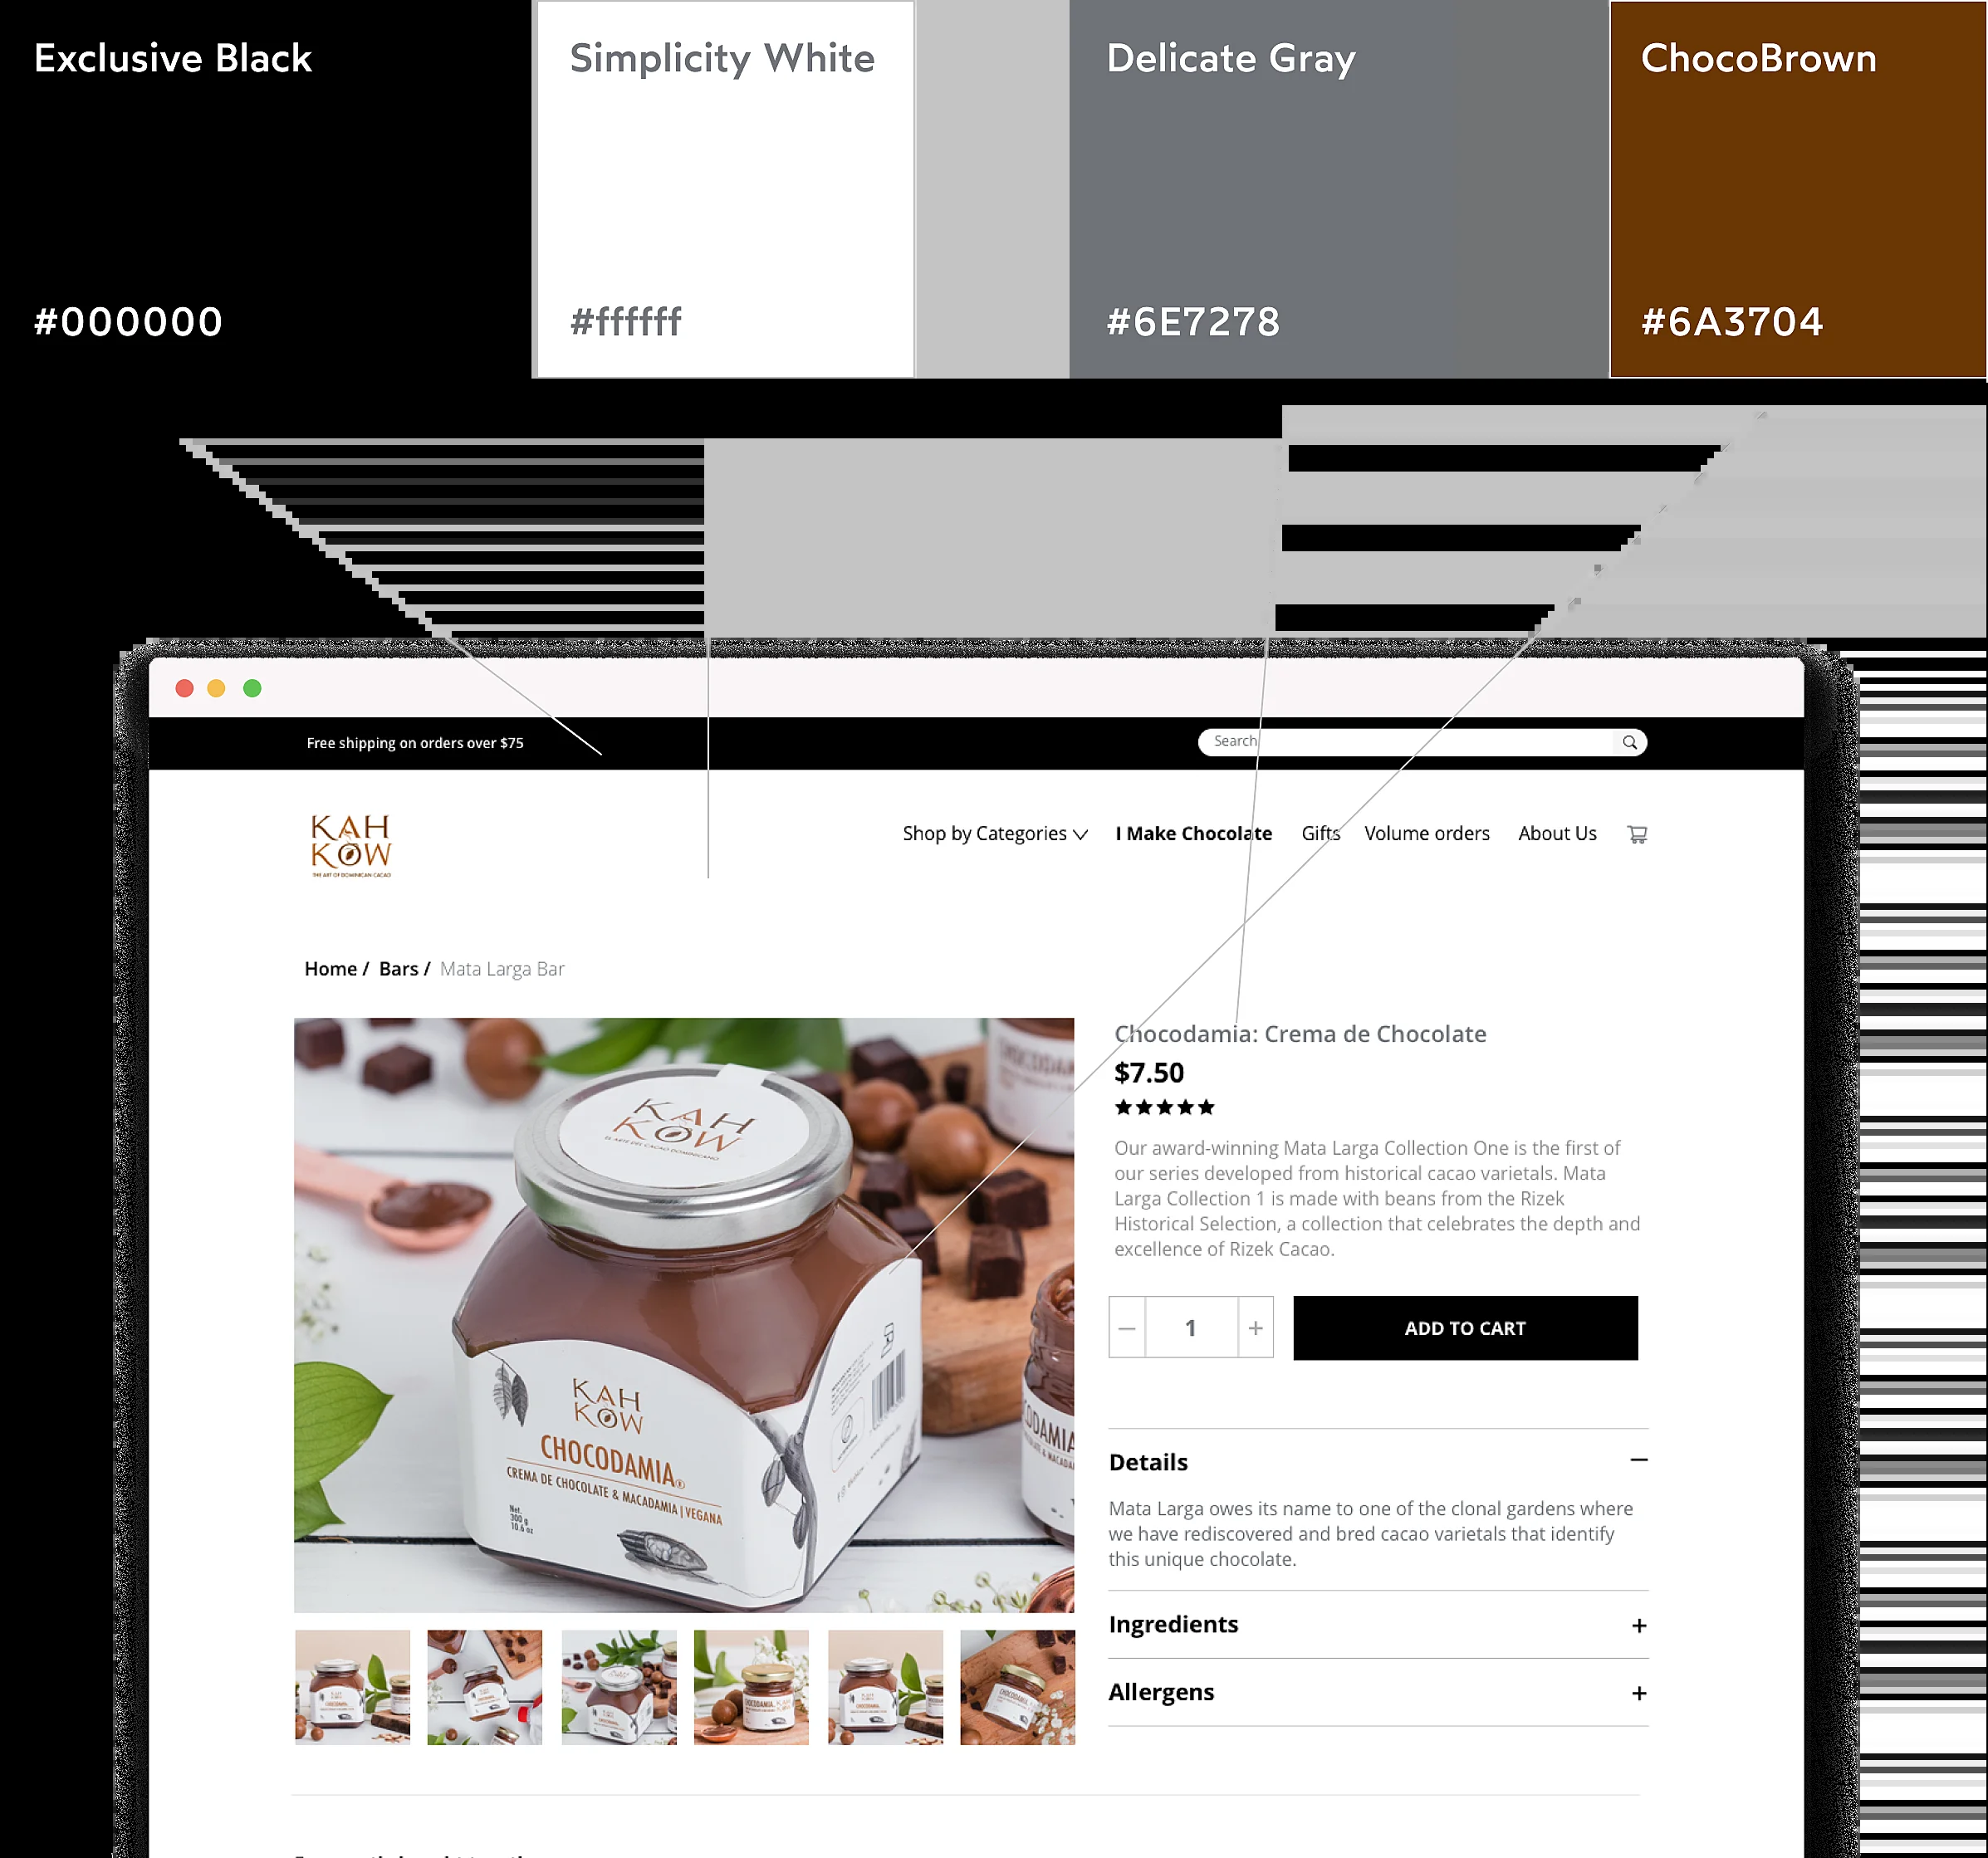 Exclusive Black
Simplicity White
Delicate Gray
ChocoBrown
#000000
#ffffff
#6E7278
#6A3704
Free shipping on orders over $75
Search
KAH
KOW
THE ART OF DOMINICAN CACAO
Shop by Categories
I Make Chocolate
Gifts
Volume orders
About Us
Home / Bars / Mata Larga Bar
Chocodamia: Crema de Chocolate
$7.50
Our award-winning Mata Larga Collection One is the first of
our series developed from historical cacao varietals. Mata
Larga Collection 1 is made with beans from the Rizek
Historical Selection, a collection that celebrates the depth and
excellence of Rizek Cacao.
1
ADD TO CART
Details
Mata Larga owes its name to one of the clonal gardens where
we have rediscovered and bred cacao varietals that identify
this unique chocolate.
Ingredients
Allergens
KAH
KOW
EL ARTE DEL CACAO DOMINICANO
KAH
KOW
CHOCODAMIA®
CREMA DE CHOCOLATE & MACADAMIA | VEGANA
Net.
300 g
10.6 oz